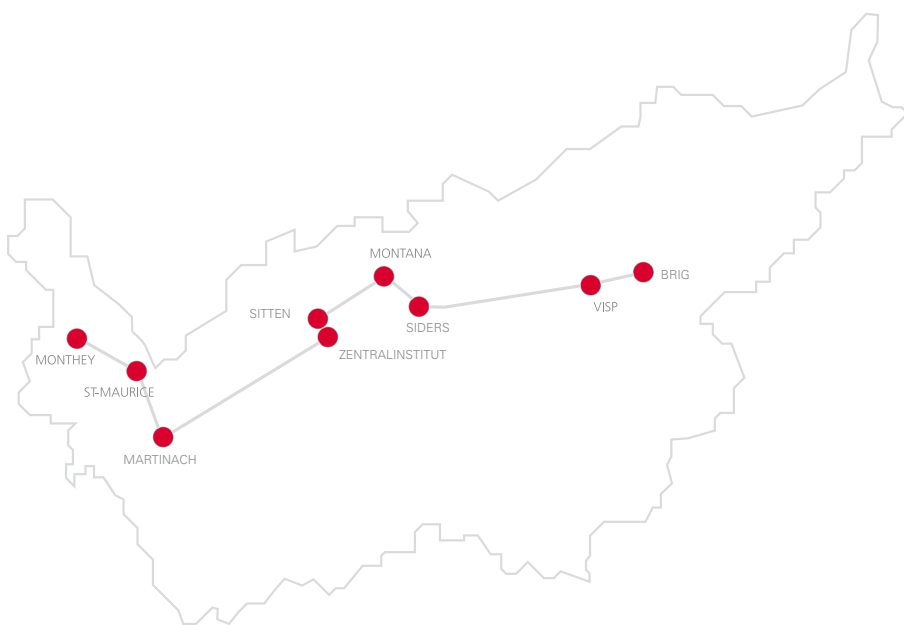 MONTANA
BRIG
VISP
SITTEN
SIDERS
ZENTRALINSTITUT
MONTHEY
ST-MAURICE
MARTINACH